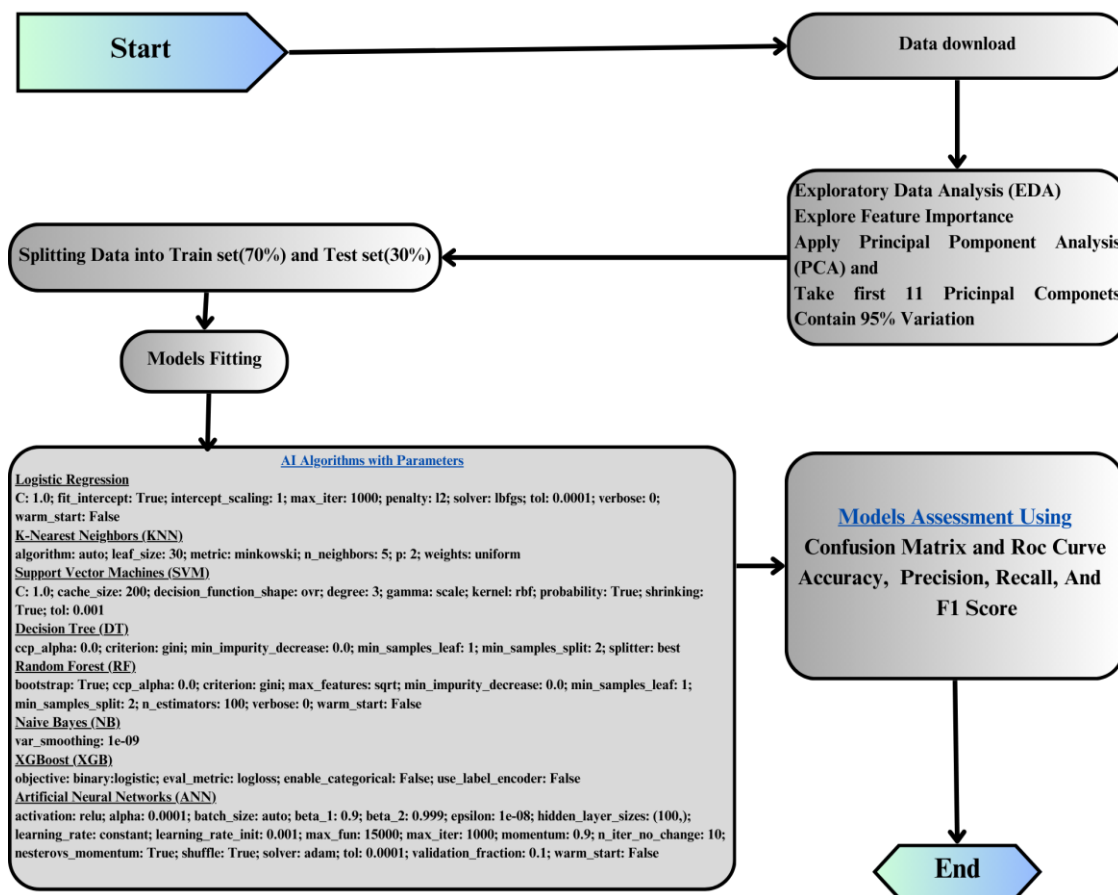 Start
Data download
Exploratory Data Analysis (EDA)
Explore Feature Importance
Apply Principal Pomponent Analysis
(PCA) and
Take first 11 Pricinpal Componets
Contain 95% Variation
Splitting Data into Train set(70%) and Test set(30%)
Models Fitting
AI Algorithms with Parameters
Logistic Regression
C: 1.0; fit_intercept: True; intercept_scaling: 1; max_iter: 1000; penalty: l2; solver: lbfgs; tol: 0.0001; verbose: 0;
warm_start: False
K-Nearest Neighbors (KNN)
algorithm: auto; leaf_size: 30; metric: minkowski; n_neighbors: 5; p: 2; weights: uniform
Support Vector Machines (SVM)
C: 1.0; cache_size: 200; decision_function_shape: ovr; degree: 3; gamma: scale; kernel: rbf; probability: True; shrinking:
True; tol: 0.001
Decision Tree (DT)
ccp_alpha: 0.0; criterion: gini; min_impurity_decrease: 0.0; min_samples_leaf: 1; min_samples_split: 2; splitter: best
Random Forest (RF)
bootstrap: True; ccp_alpha: 0.0; criterion: gini; max_features: sqrt; min_impurity_decrease: 0.0; min_samples_leaf: 1;
min_samples_split: 2; n_estimators: 100; verbose: 0; warm_start: False
Naive Bayes (NB)
var_smoothing: 1e-09
XGBoost (XGB)
objective: binary:logistic; eval_metric: logloss; enable_categorical: False; use_label_encoder: False
Artificial Neural Networks (ANN)
activation: relu; alpha: 0.0001; batch_size: auto; beta_1: 0.9; beta_2: 0.999; epsilon: 1e-08; hidden_layer_sizes: (100,);
learning_rate: constant; learning_rate_init: 0.001; max_fun: 15000; max_iter: 1000; momentum: 0.9; n_iter_no_change: 10;
nesterovs_momentum: True; shuffle: True; solver: adam; tol: 0.0001; validation_fraction: 0.1; warm_start: False
Models Assessment Using
Confusion Matrix and Roc Curve
Accuracy, Precision, Recall, And
F1 Score
End